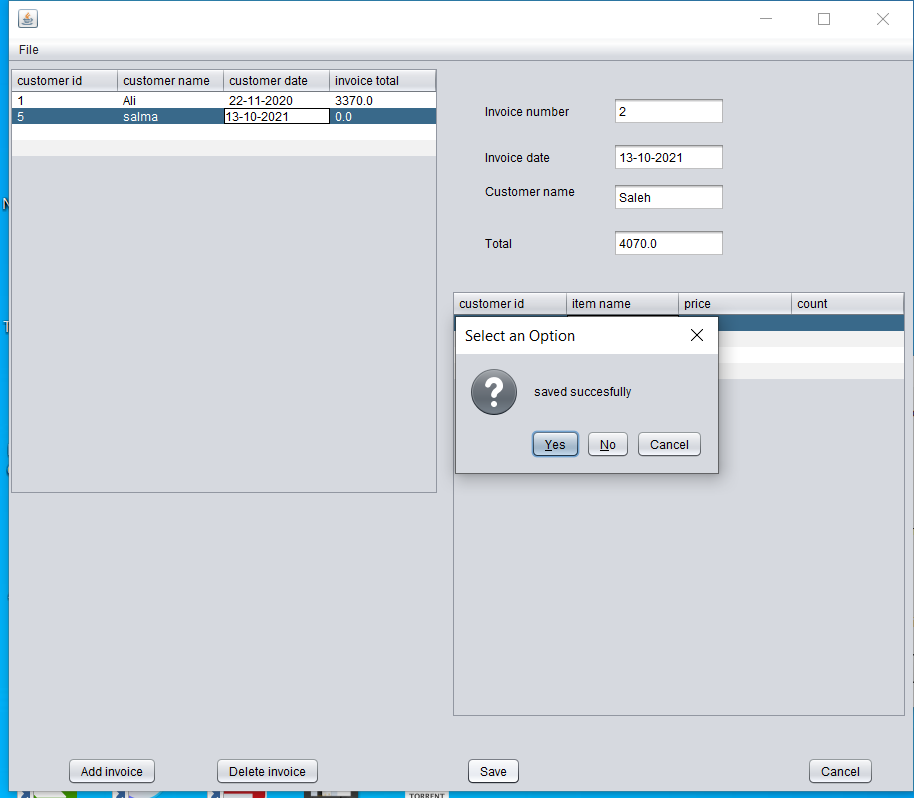 File
customer id customer name customer date invoice total
1 Ali 22-11-2020 3370.0
5 salma 13-10-2021 0.0
Invoice number 2
Invoice date 13-10-2021
Customer name Saleh
Total 4070.0
customer id item name price count
Select an Option
saved succesfully
Yes No Cancel
Add invoice Delete invoice Save Cancel
TORRENT